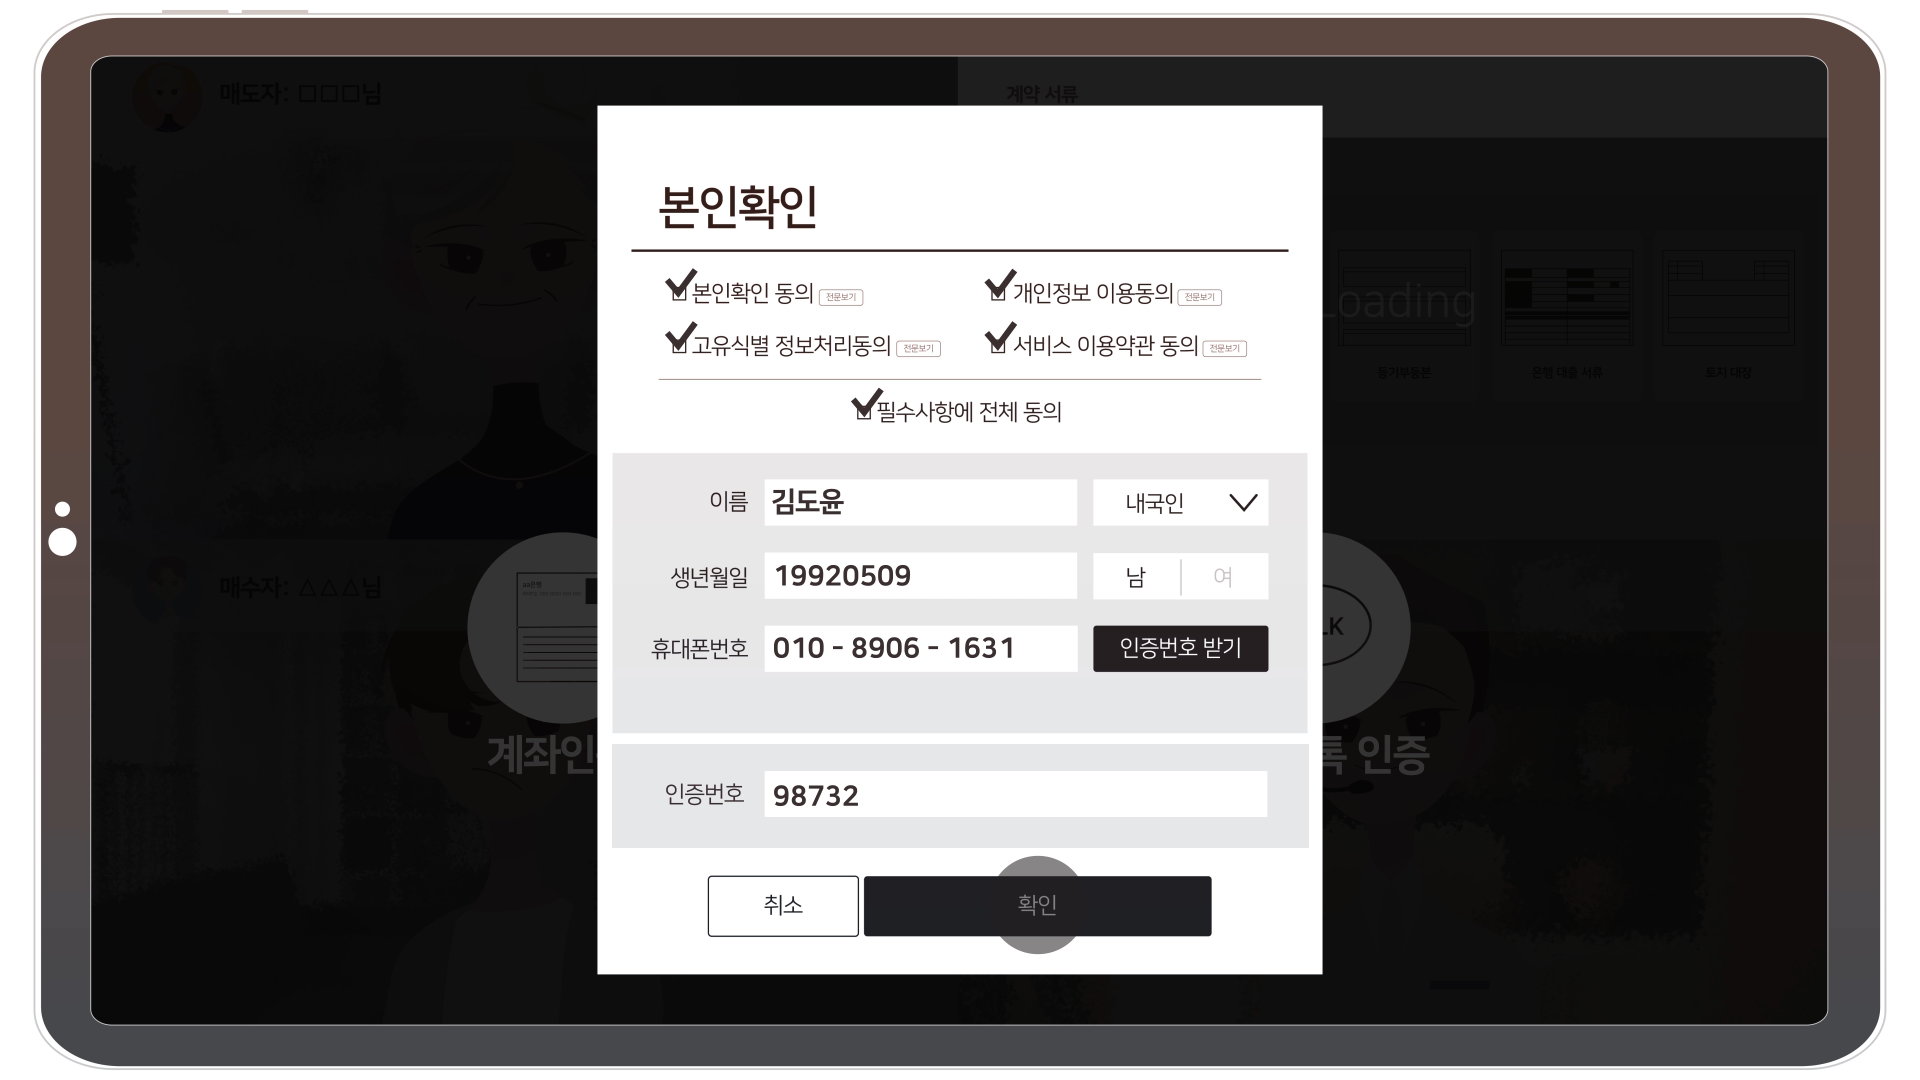 매도자: □□□님
계약 서류
본인확인
본인확인 동의 전문보기
개인정보 이용동의 전문보기
고유식별 정보처리동의 전문보기
서비스 이용약관 동의 전문보기
필수사항에 전체 동의
Loading
등기부등본
은행 대출 서류
토지 대장
이름 김도윤 내국인
생년월일 19920509 남 여
휴대폰번호 010 - 8906 - 1631 인증번호 받기
매수자: △△△님
LK
계좌인
톡 인증
인증번호 98732
취소 확인